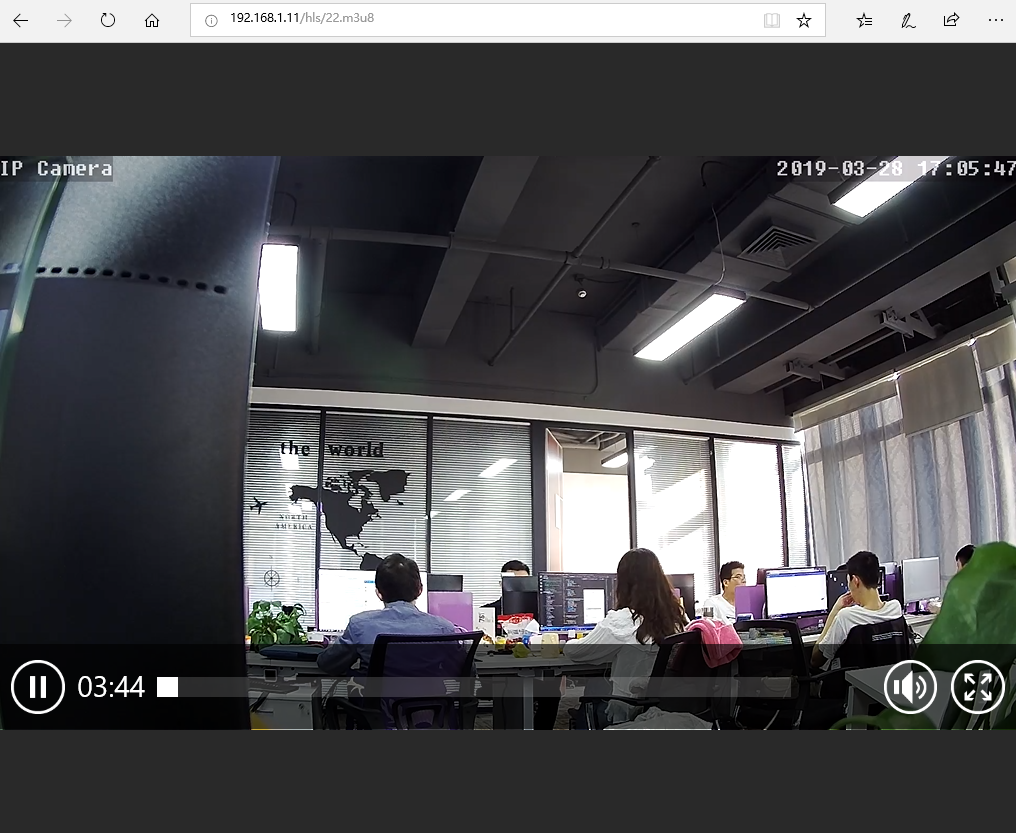 192.168.1.11/hls/22.m3u8
IP Camera
2019-03-28 17:05:47
the world
NORTH
AMERICA
03:44